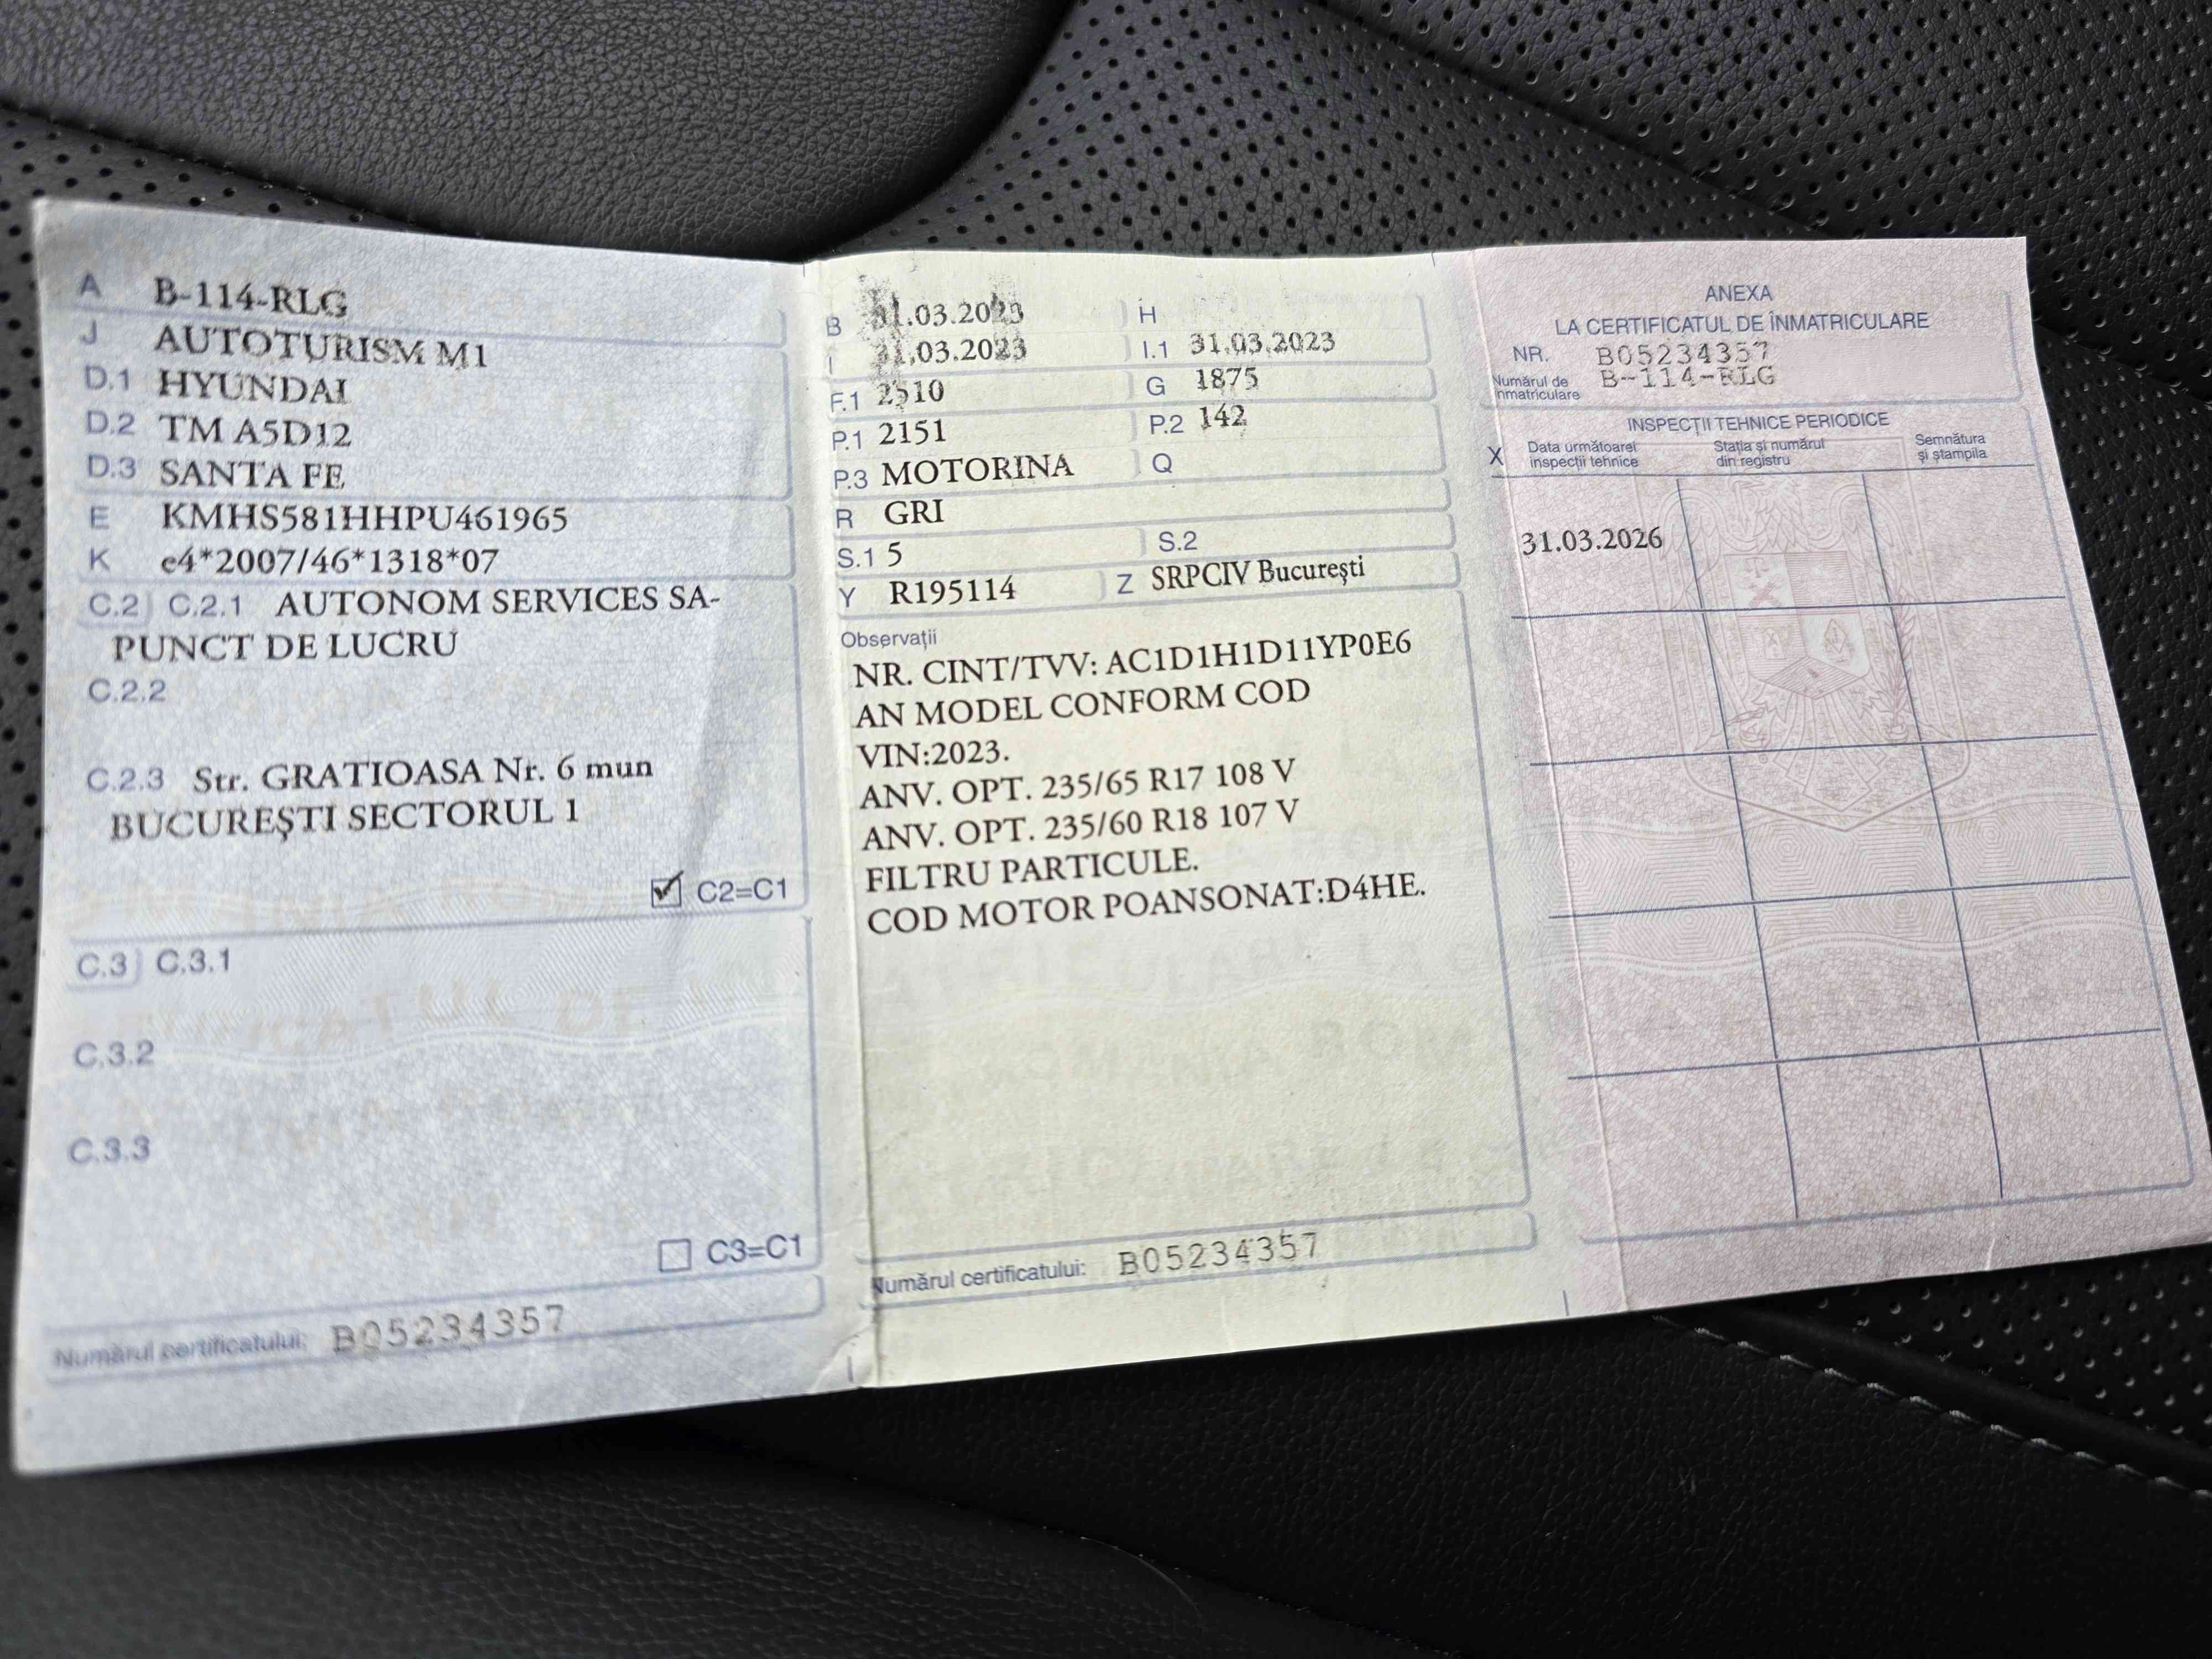 A B-114-RLG
J AUTOTURISM M1
D.1 HYUNDAI
D.2 TM A5D12
D.3 SANTA FE
E KMHS581HHPU461965
K e4*2007/46*1318*07
C.2 C.2.1 AUTONOM SERVICES SA-
PUNCT DE LUCRU
C.2.2
C.2.3 Str. GRATIOASA Nr. 6 mun
BUCUREŞTI SECTORUL 1
C2=C1
C.3 C.3.1
C.3.2
C.3.3
C3=C1
Numărul certificatului: B05234357
B 31.03.2023 H
I 31.03.2023 I.1 31.03.2023
F.1 2510 G 1875
P.1 2151 P.2 142
P.3 MOTORINA Q
R GRI
S.1 5 S.2
Y R195114 Z SRPCIV Bucureşti
Observații
NR. CINT/TVV: AC1D1H1D11YP0E6
AN MODEL CONFORM COD
VIN:2023.
ANV. OPT. 235/65 R17 108 V
ANV. OPT. 235/60 R18 107 V
FILTRU PARTICULE.
COD MOTOR POANSONAT:D4HE.
Numărul certificatului: B05234357
ANEXA
LA CERTIFICATUL DE ÎNMATRICULARE
NR. B05234357
Numărul de înmatriculare B-114-RLG
INSPECȚII TEHNICE PERIODICE
X Data următoarei inspecții tehnice Stația și numărul din registru Semnătura și ștampila
31.03.2026